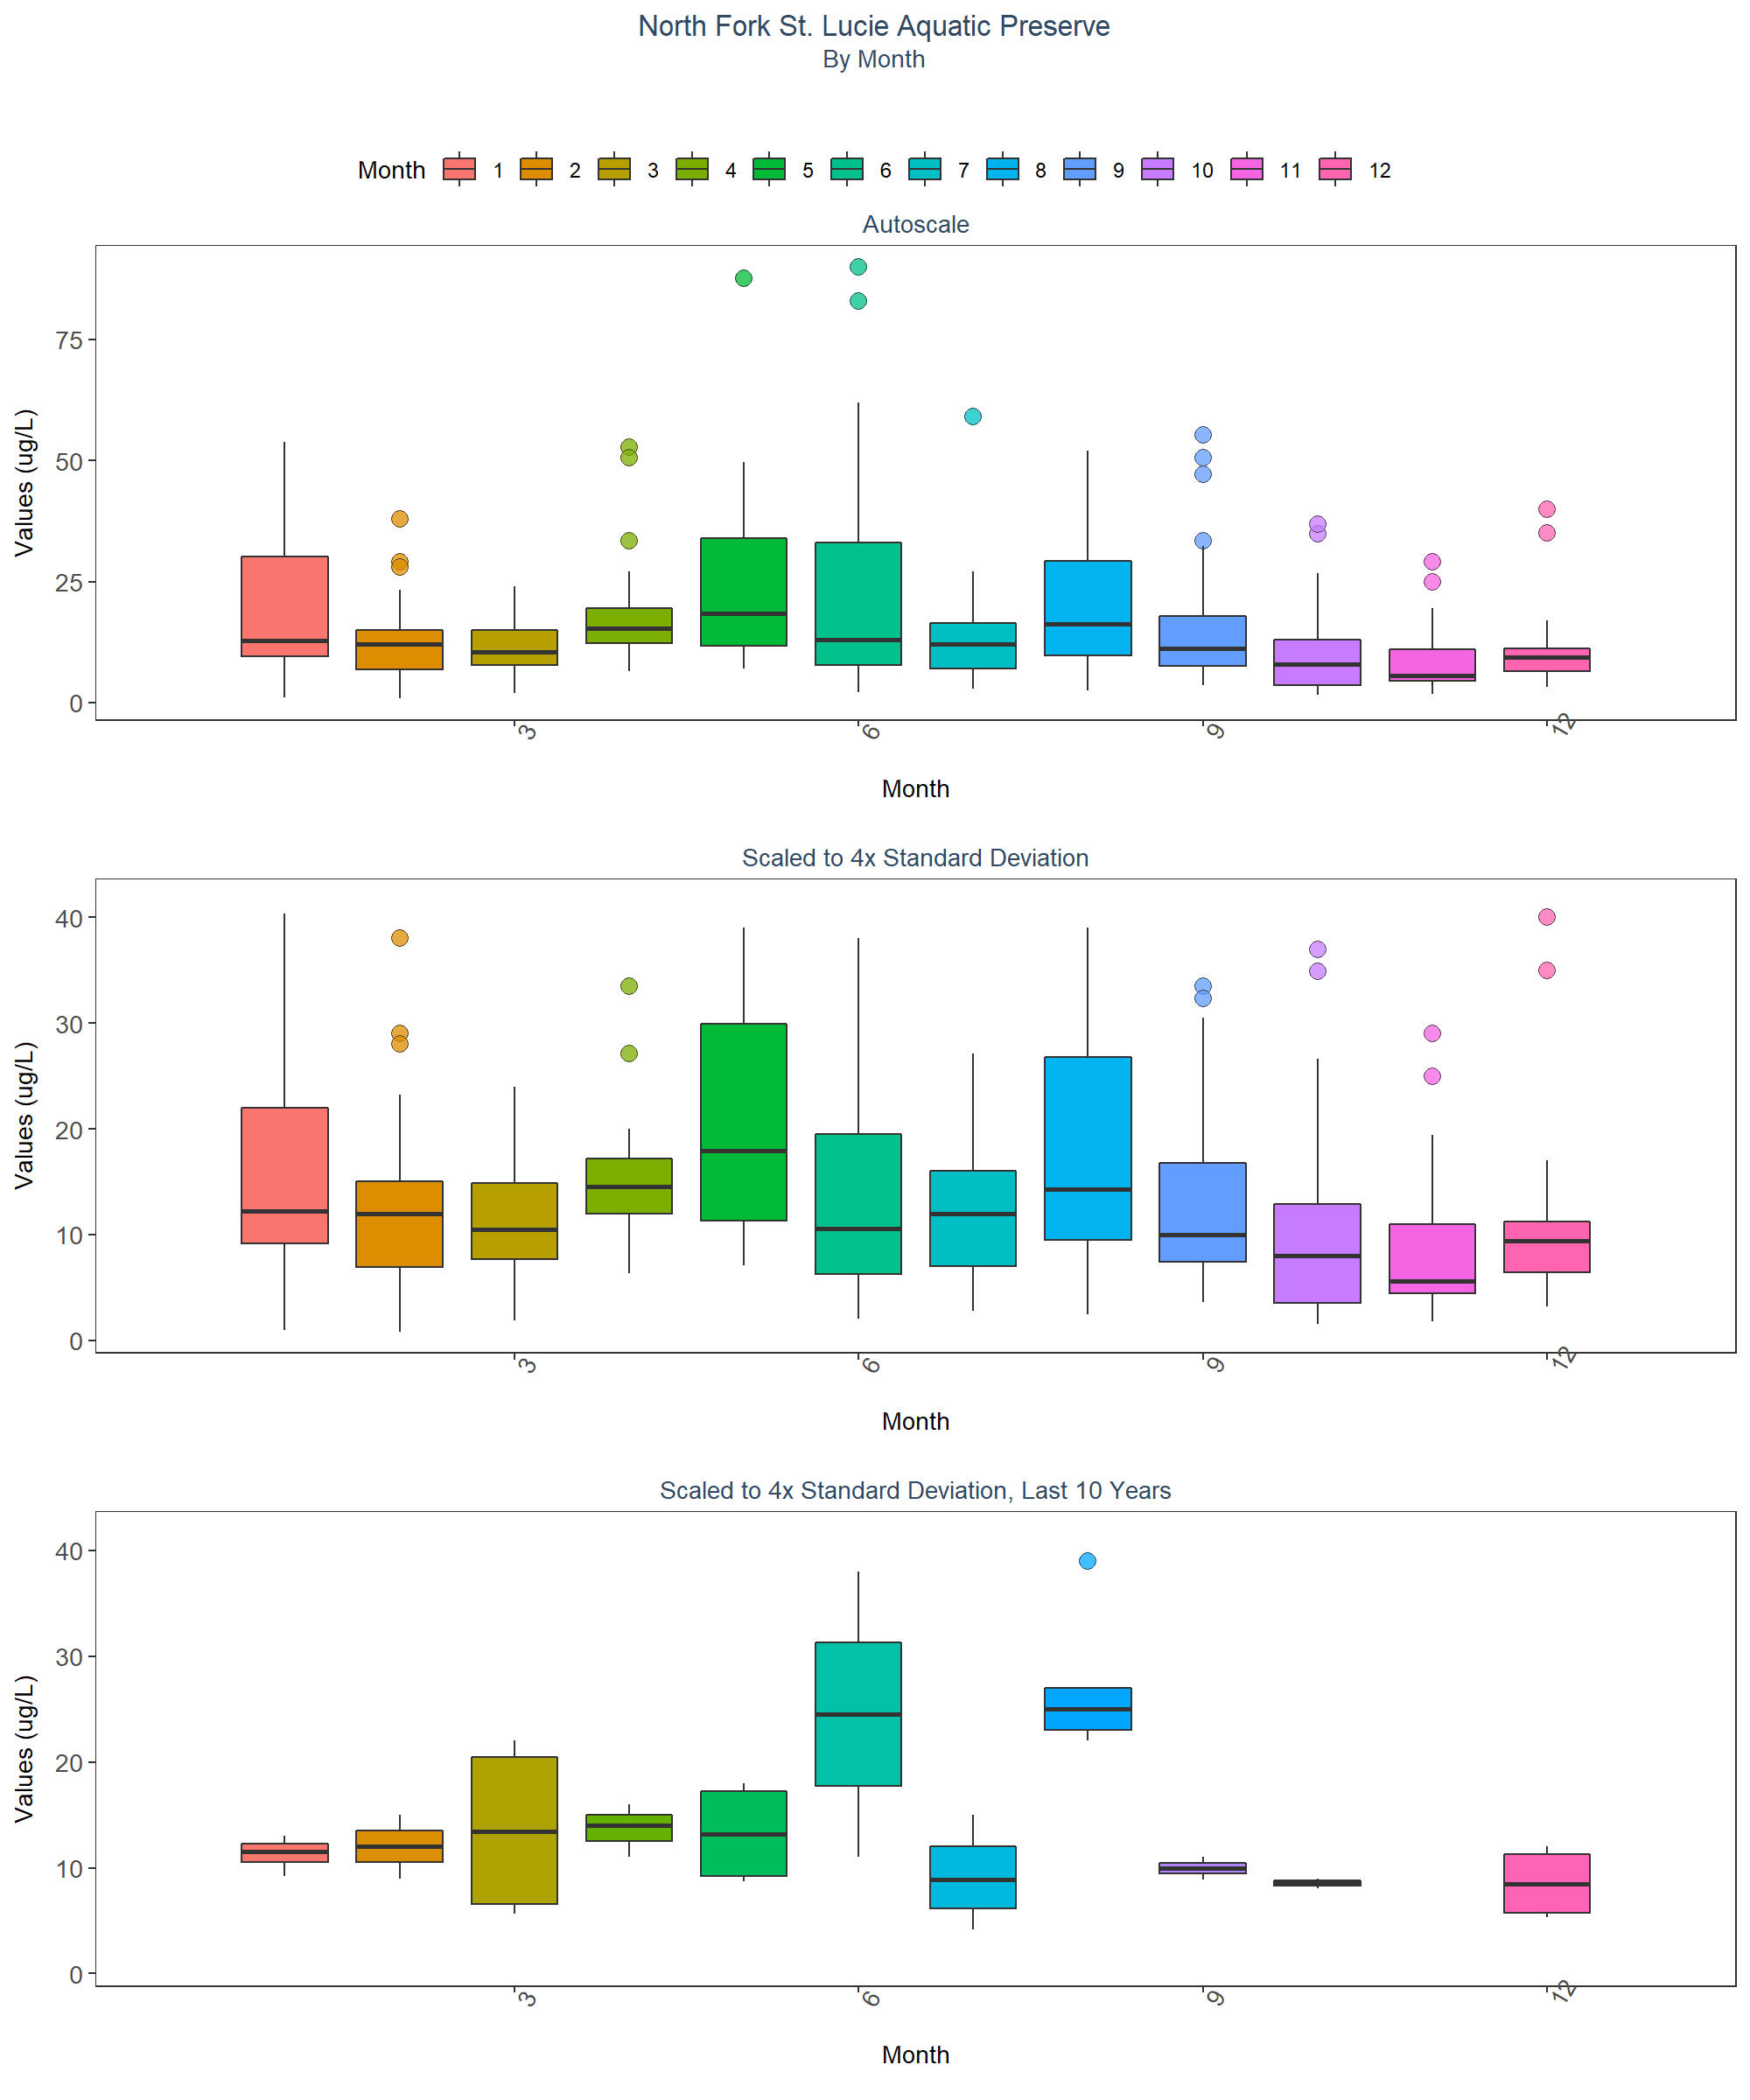 North Fork St. Lucie Aquatic Preserve
By Month
Month 1 2 3 4 5 6 7 8 9 10 11 12
Autoscale
Values (ug/L)
75
50
25
0
3 6 9 12
Month
Scaled to 4x Standard Deviation
Values (ug/L)
40
30
20
10
0
3 6 9 12
Month
Scaled to 4x Standard Deviation, Last 10 Years
Values (ug/L)
40
30
20
10
0
3 6 9 12
Month